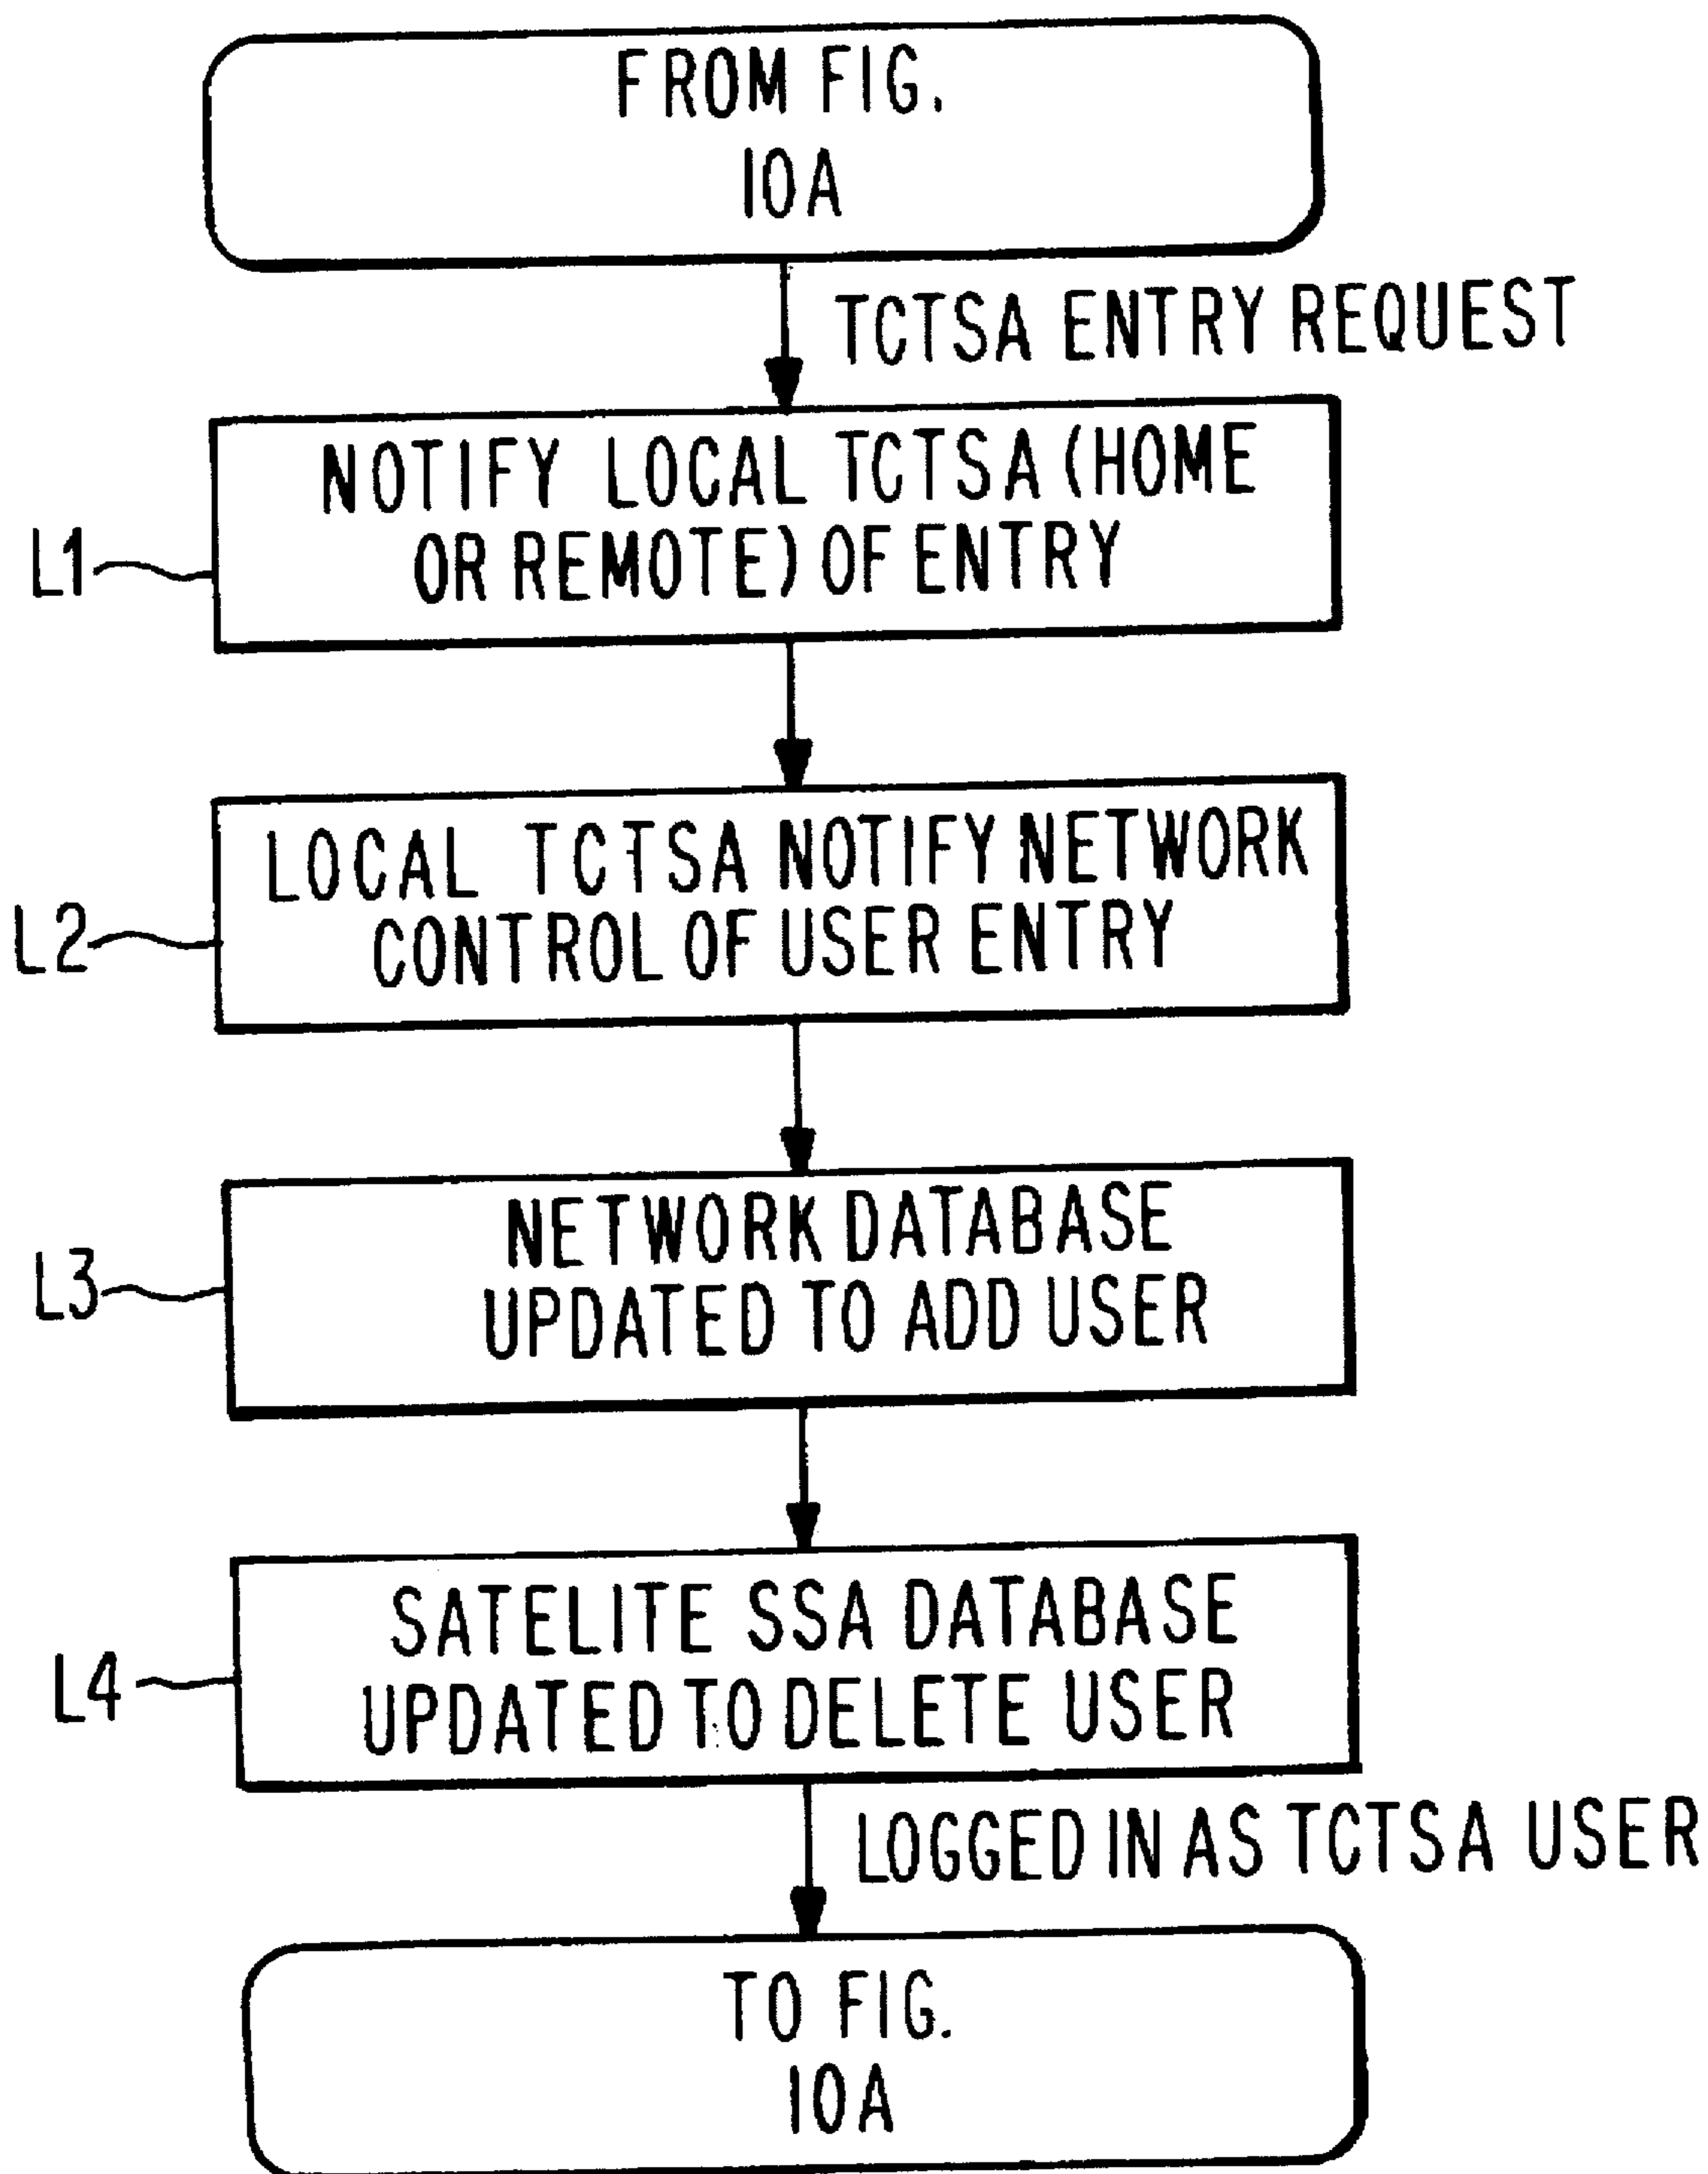 FROM FIG.
10A
TCTSA ENTRY REQUEST
NOTIFY LOCAL TCTSA (HOME
OR REMOTE) OF ENTRY
L1
LOCAL TCTSA NOTIFY NETWORK
CONTROL OF USER ENTRY
L2
NETWORK DATABASE
UPDATED TO ADD USER
L3
SATELITE SSA DATABASE
UPDATED TO DELETE USER
L4
LOGGED IN AS TCTSA USER
TO FIG.
10A